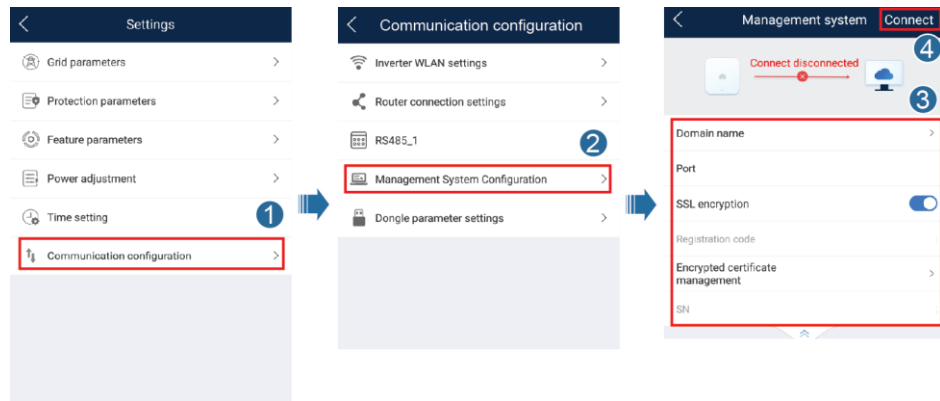 Settings
Grid parameters
Protection parameters
Feature parameters
Power adjustment
Time setting
1
Communication configuration
Communication configuration
Inverter WLAN settings
Router connection settings
RS485_1
2
Management System Configuration
Dongle parameter settings
Management system Connect
4
Connect disconnected
3
Domain name
Port
SSL encryption
Registration code
Encrypted certificate
management
SN